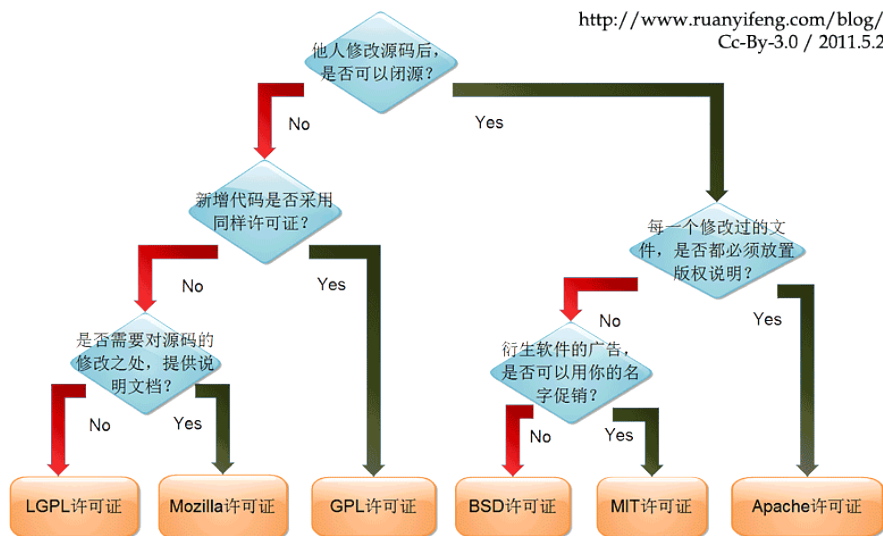 http://www.ruanyifeng.com/blog/
Cc-By-3.0 / 2011.5.2
他人修改源码后，
是否可以闭源？
No
Yes
新增代码是否采用
同样许可证？
每一个修改过的文
件，是否都必须放置
版权说明？
No
Yes
No
Yes
是否需要对源码的
修改之处，提供说
明文档？
衍生软件的广告，
是否可以用你的名
字促销？
No
Yes
No
Yes
LGPL许可证
Mozilla许可证
GPL许可证
BSD许可证
MIT许可证
Apache许可证